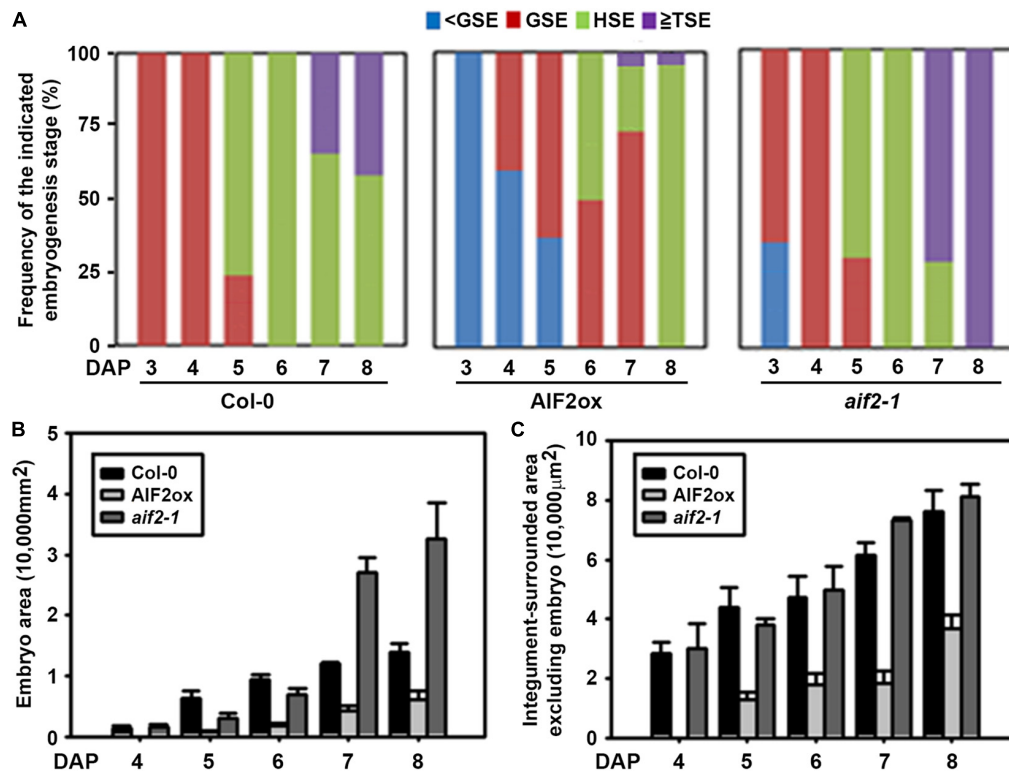 A
<GSE GSE HSE ≧TSE
Frequency of the indicated
embryogenesis stage (%)
100
75
50
25
0
DAP 3 4 5 6 7 8 3 4 5 6 7 8 3 4 5 6 7 8
Col-0 AIF2ox aif2-1
B
Embryo area (10,000mm2)
5
4
3
2
1
0
Col-0
AIF2ox
aif2-1
DAP 4 5 6 7 8
C
Integument-surrounded area
excluding embryo (10,000μm2)
10
8
6
4
2
0
Col-0
AIF2ox
aif2-1
DAP 4 5 6 7 8